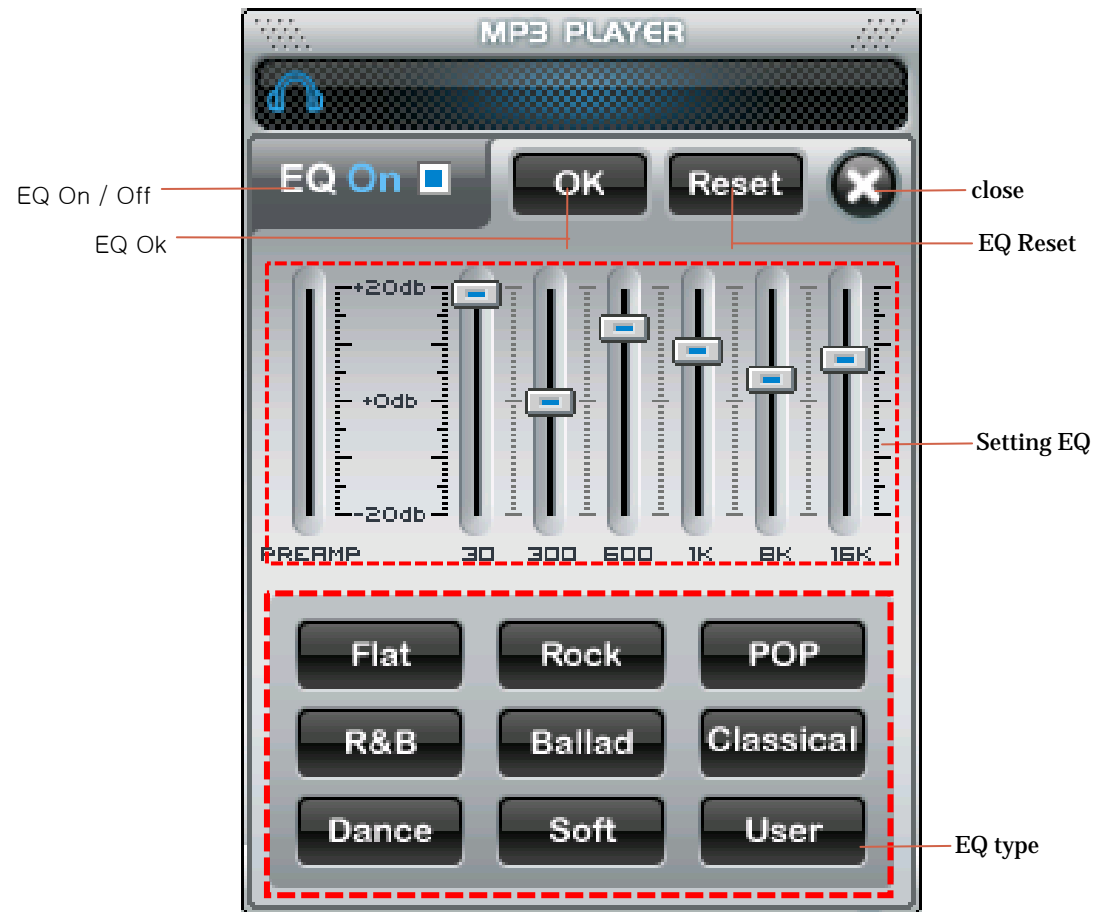 MP3 PLAYER
EQ On
OK
Reset
EQ On / Off
close
EQ Ok
EQ Reset
+20db
+0db
Setting EQ
-20db
PREAMP 30 300 600 1K 8K 16K
Flat Rock POP
R&B Ballad Classical
Dance Soft User
EQ type